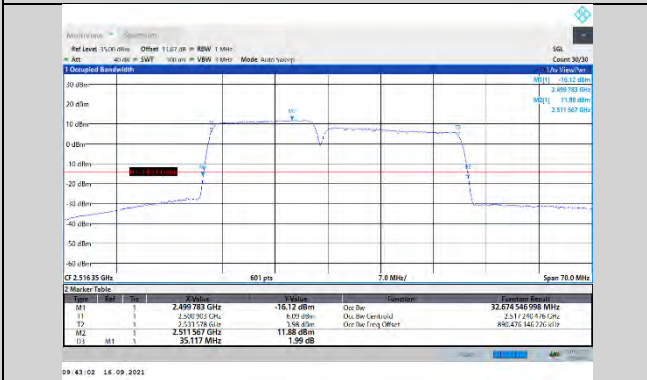 MultiView Spectrum
Ref Level 35.00 dBm Offset 11.87 dB RBW 1 MHz SGL
Att 40 dB SWT 100 ms VBW 3 MHz Mode Auto Sweep Count 30/30
1 Occupied Bandwidth
M1[1] -16.12 dBm
2.499 783 GHz
M2[1] 11.88 dBm
2.511 567 GHz
30 dBm
20 dBm
10 dBm
0 dBm
-10 dBm
-20 dBm
-30 dBm
-40 dBm
-50 dBm
-60 dBm
CF 2.516 35 GHz 601 pts 7.0 MHz/ Span 70.0 MHz
2 Marker Table
Type Ref Trc X-Value Y-Value Function Function Result
M1 1 2.499 783 GHz -16.12 dBm Occ Bw 32.674 546 998 MHz
T1 1 2.500 903 GHz 6.09 dBm Occ Bw Centroid 2.517 240 476 GHz
T2 1 2.533 578 GHz 3.98 dBm Occ Bw Freq Offset 890.476 146 226 kHz
M2 1 2.511 567 GHz 11.88 dBm
D3 M1 1 35.117 MHz 1.99 dB
09:43:02 16.09.2021